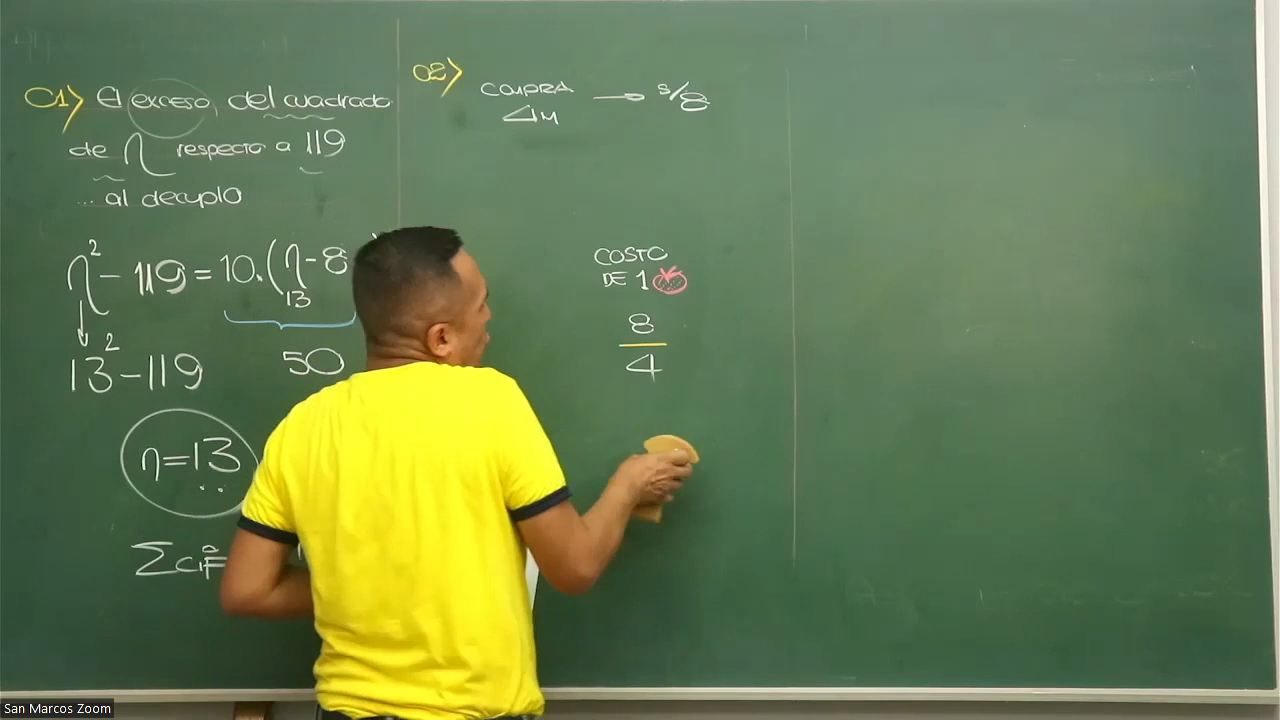 01> El exceso del cuadrado
de n respecto a 119
... al decuplo
n² - 119 = 10.(n-8
13
13² - 119
50
n=13
Σcif
02> COMPRA → s/8
4M
COSTO
DE 1
8
4
San Marcos Zoom